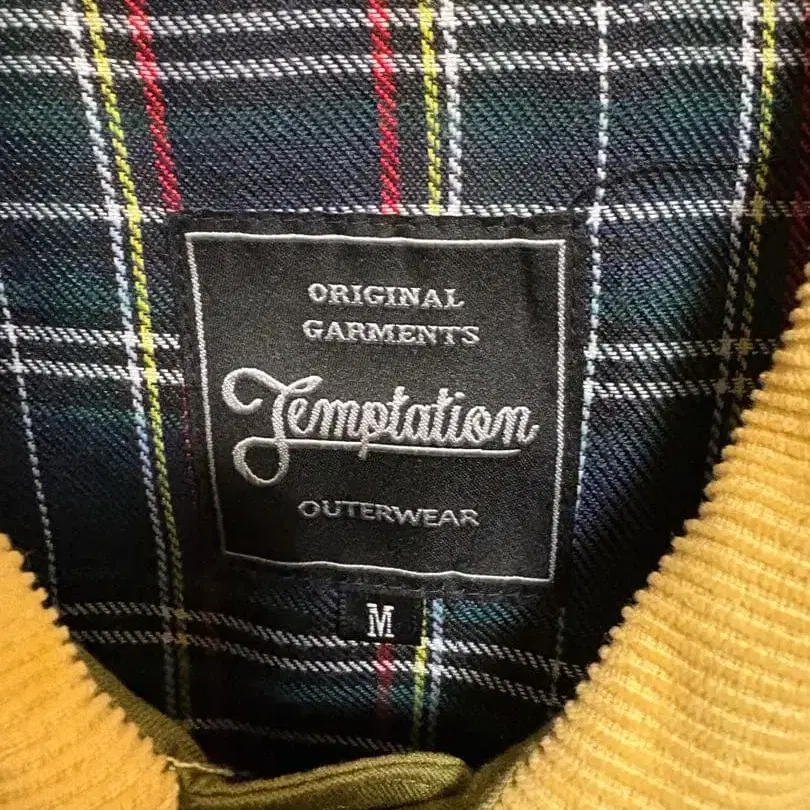 ORIGINAL
GARMENTS
Temptation
OUTERWEAR
M